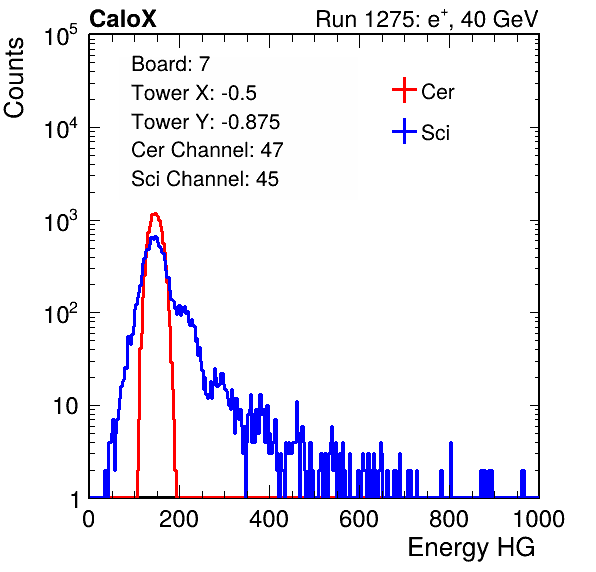 CaloX Run 1275: e⁺, 40 GeV
Counts
Board: 7
Tower X: -0.5
Tower Y: -0.875
Cer Channel: 47
Sci Channel: 45
Cer
Sci
10⁵
10⁴
10³
10²
10
1
0 200 400 600 800 1000
Energy HG